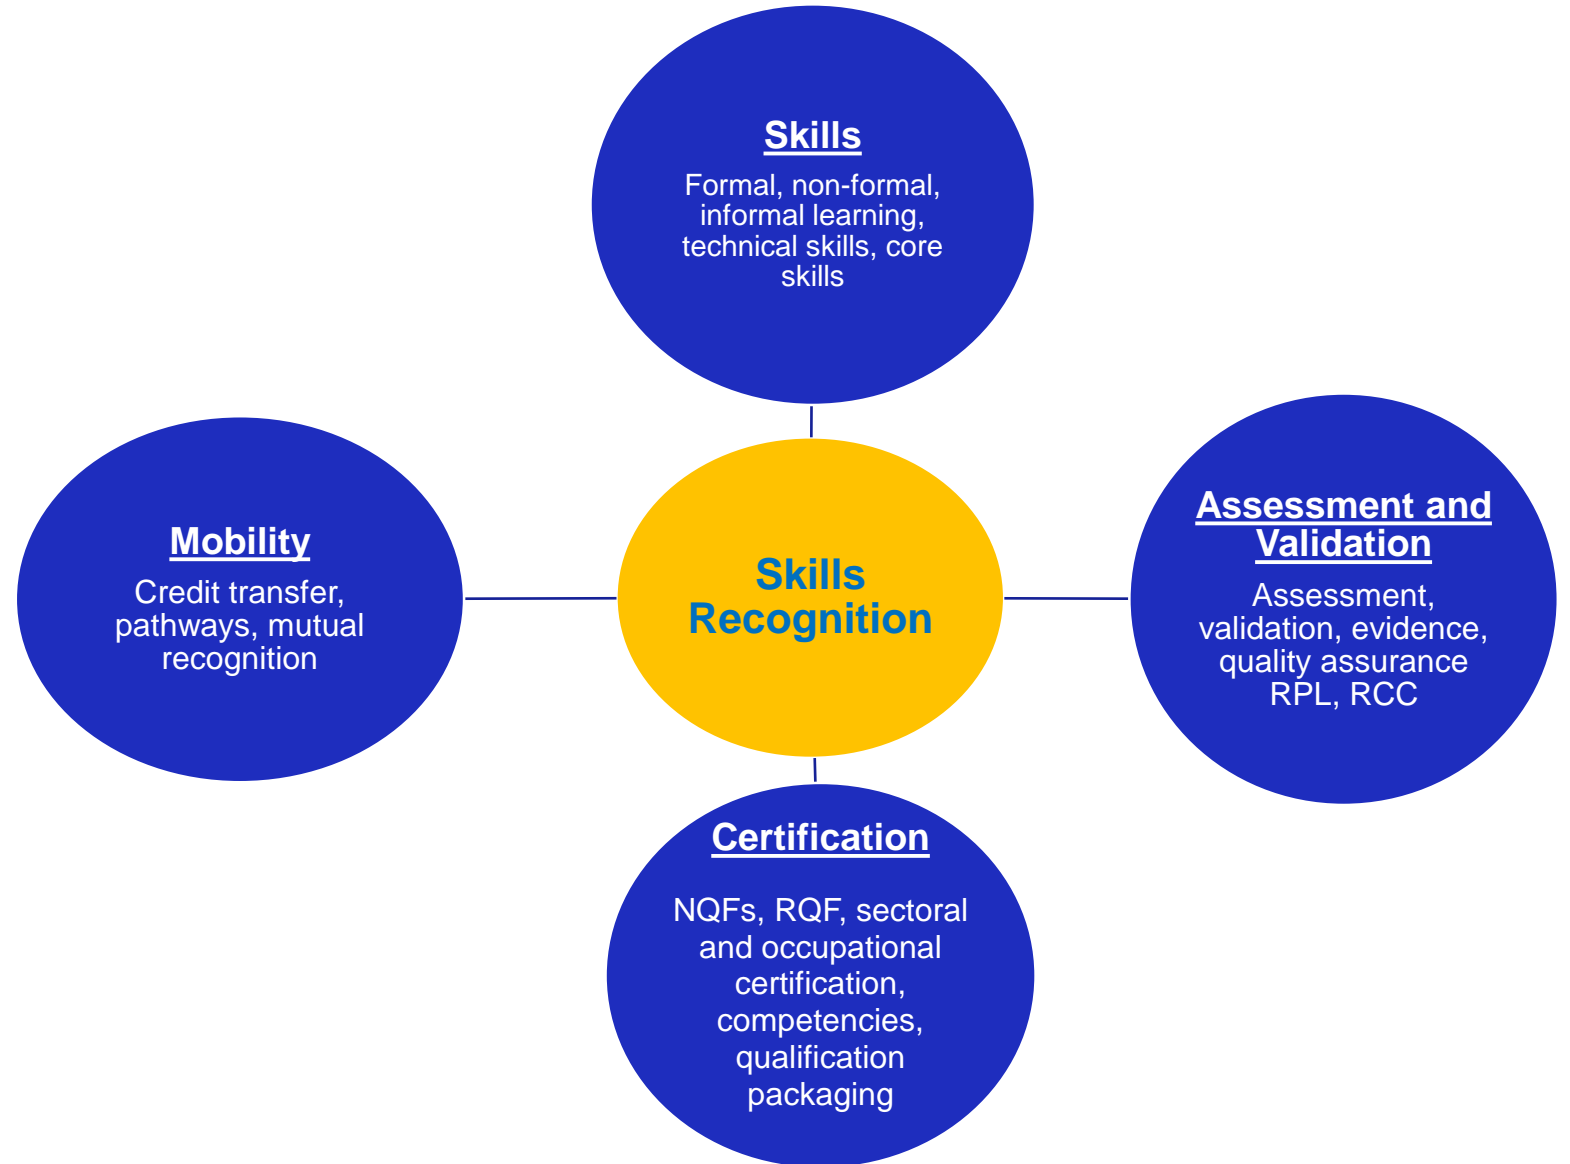 Skills
Formal, non-formal,
informal learning,
technical skills, core
skills
Mobility
Credit transfer,
pathways, mutual
recognition
Skills
Recognition
Assessment and
Validation
Assessment,
validation, evidence,
quality assurance
RPL, RCC
Certification
NQFs, RQF, sectoral
and occupational
certification,
competencies,
qualification
packaging